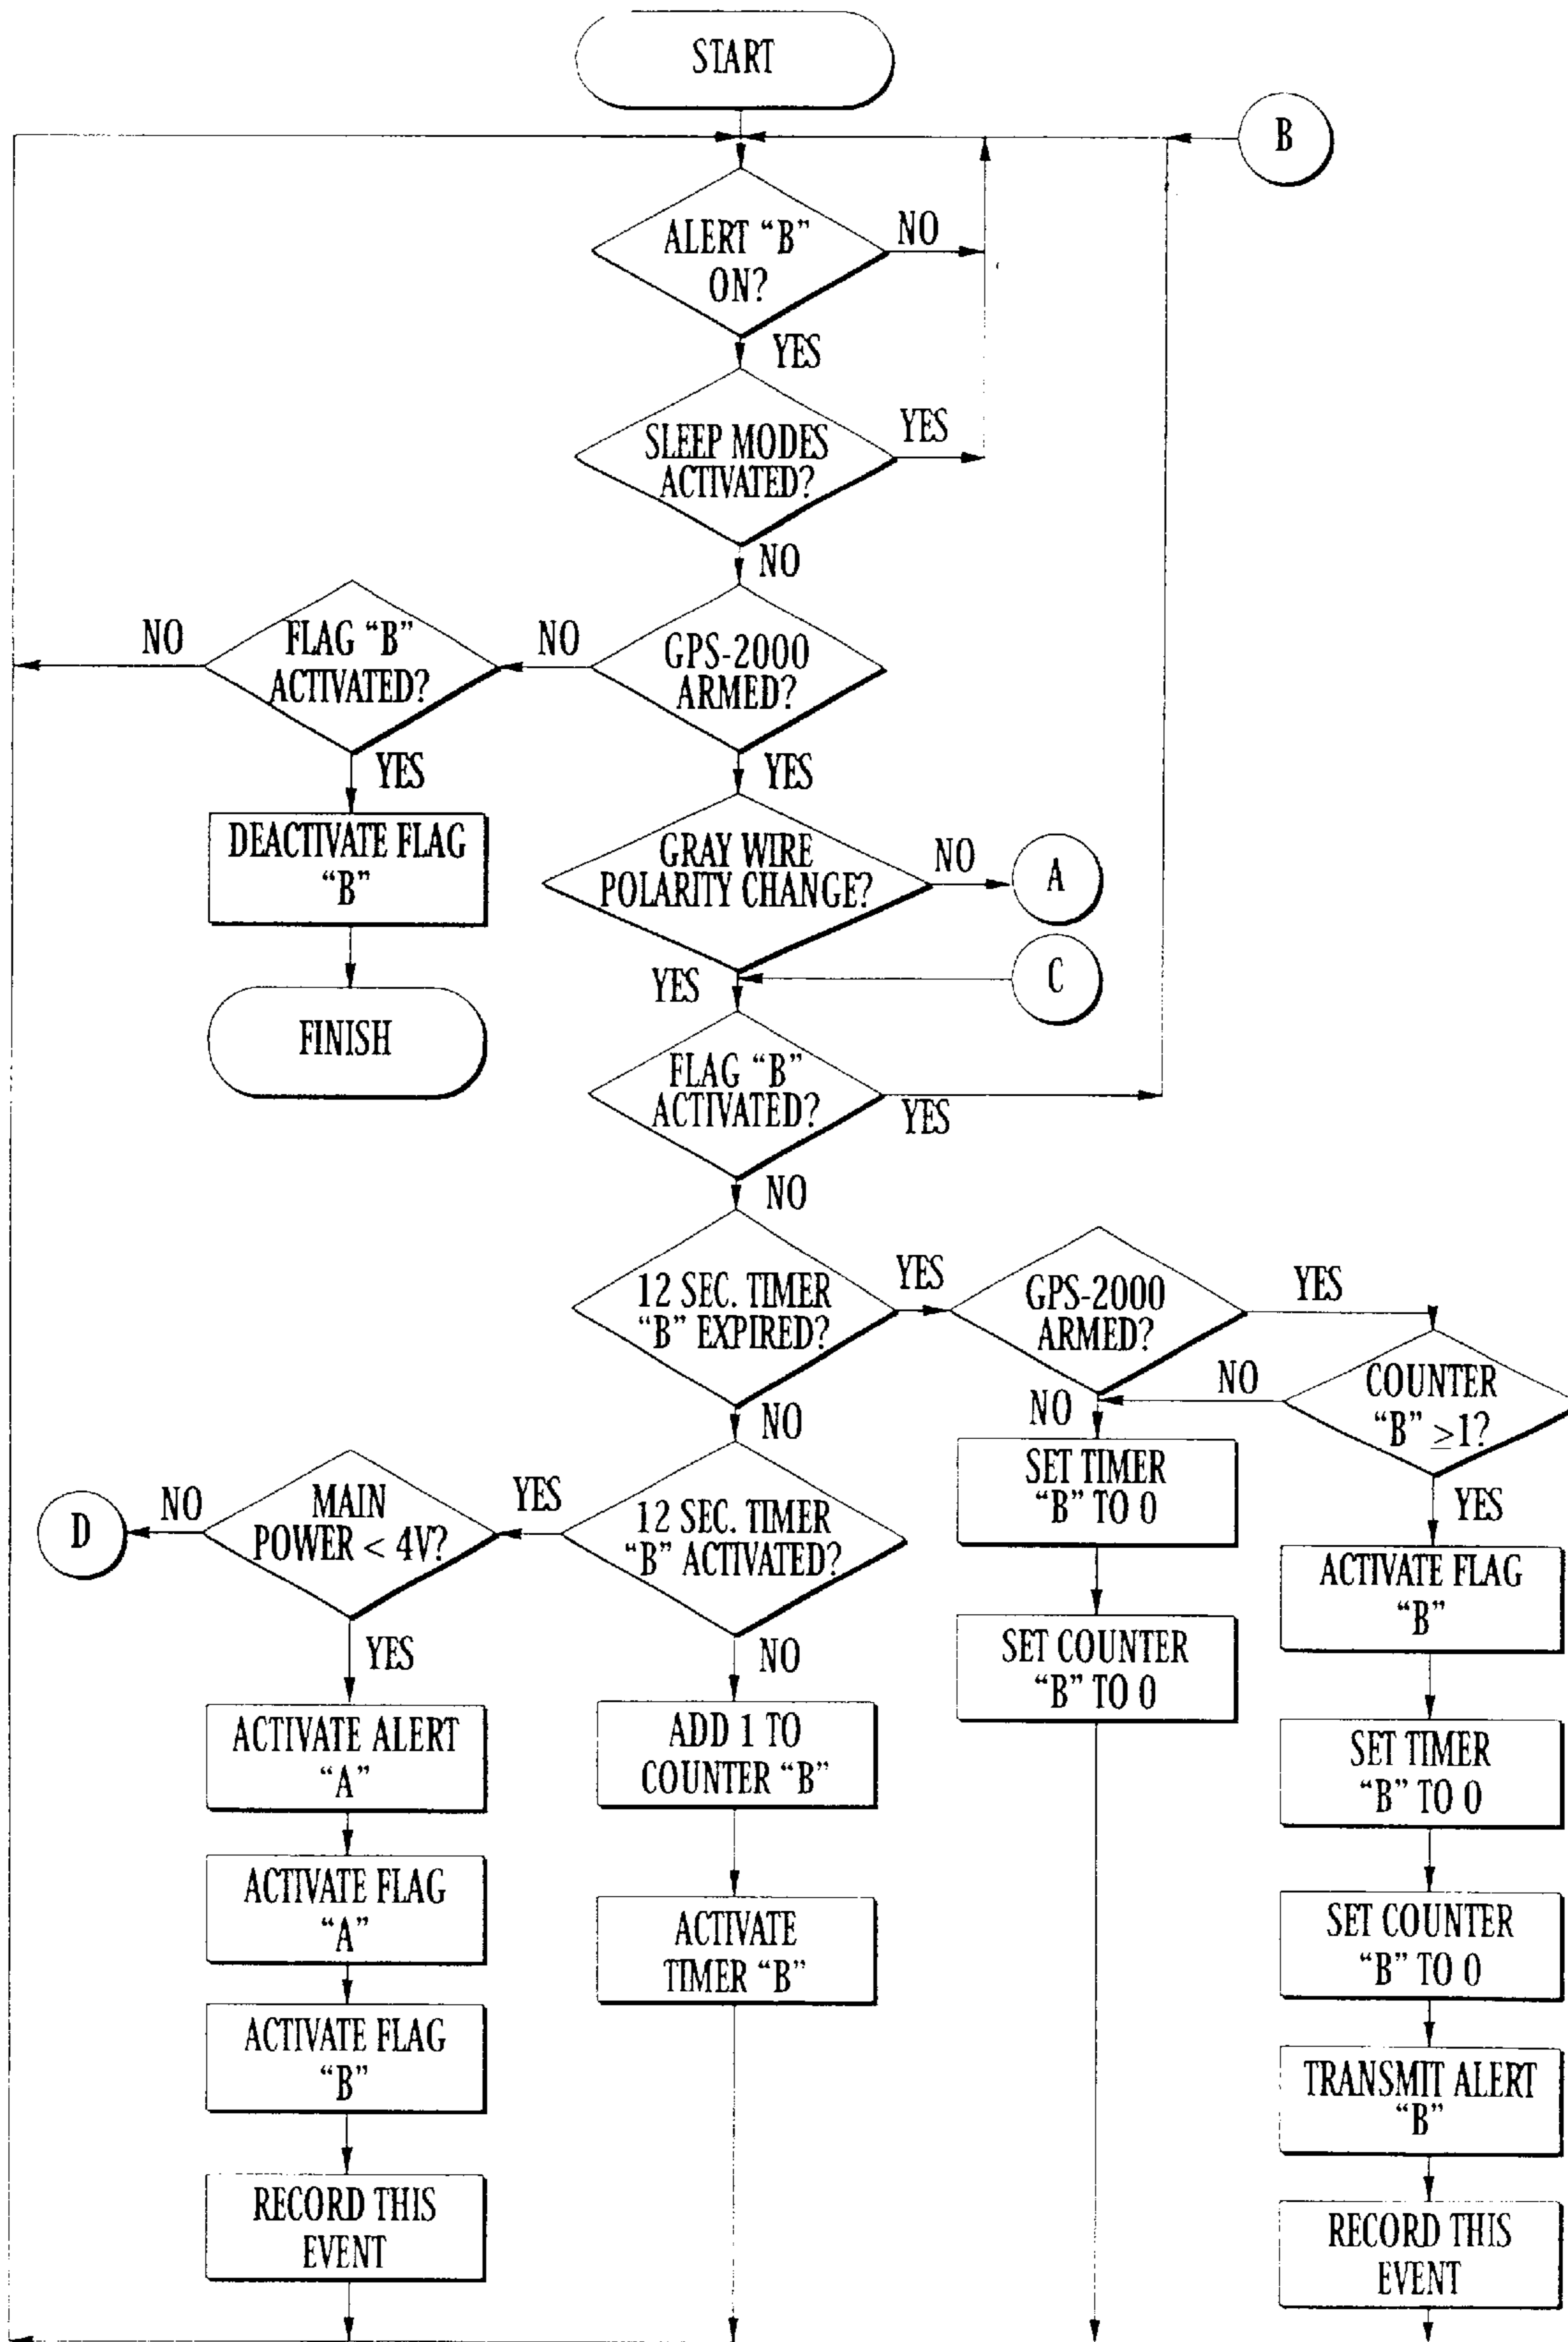 START
B
ALERT “B”
ON?
NO
YES
SLEEP MODES
ACTIVATED?
YES
NO
GPS-2000
ARMED?
NO
FLAG “B”
ACTIVATED?
NO
YES
DEACTIVATE FLAG
“B”
FINISH
YES
GRAY WIRE
POLARITY CHANGE?
NO
A
YES
C
FLAG “B”
ACTIVATED?
YES
NO
12 SEC. TIMER
“B” EXPIRED?
YES
GPS-2000
ARMED?
YES
COUNTER
“B” ≥1?
NO
NO
SET TIMER
“B” TO 0
SET COUNTER
“B” TO 0
YES
ACTIVATE FLAG
“B”
SET TIMER
“B” TO 0
SET COUNTER
“B” TO 0
TRANSMIT ALERT
“B”
RECORD THIS
EVENT
NO
12 SEC. TIMER
“B” ACTIVATED?
YES
MAIN
POWER < 4V?
NO
D
YES
ACTIVATE ALERT
“A”
ACTIVATE FLAG
“A”
ACTIVATE FLAG
“B”
RECORD THIS
EVENT
NO
ADD 1 TO
COUNTER “B”
ACTIVATE
TIMER “B”